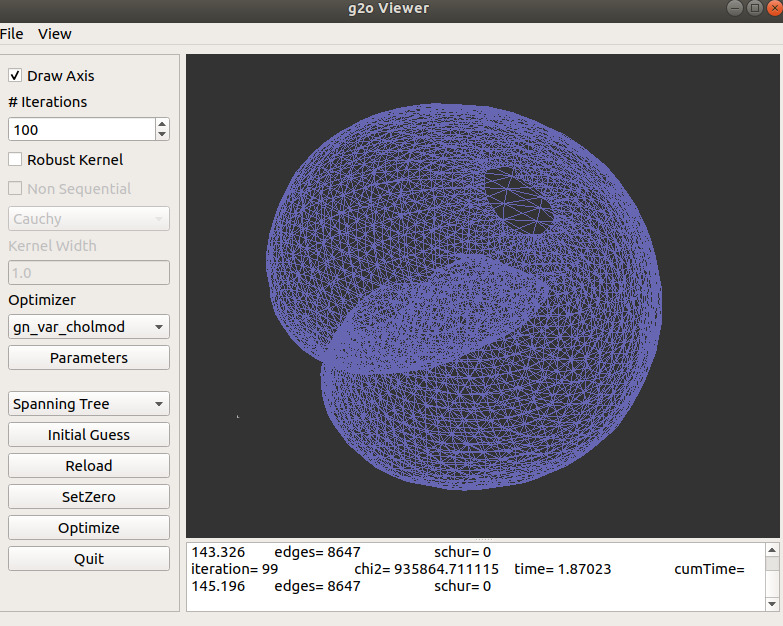 g2o Viewer
File View
Draw Axis
# Iterations
100
Robust Kernel
Non Sequential
Cauchy
Kernel Width
1.0
Optimizer
gn_var_cholmod
Parameters
Spanning Tree
Initial Guess
Reload
SetZero
Optimize
Quit
143.326 edges= 8647 schur= 0
iteration= 99 chi2= 935864.711115 time= 1.87023 cumTime=
145.196 edges= 8647 schur= 0